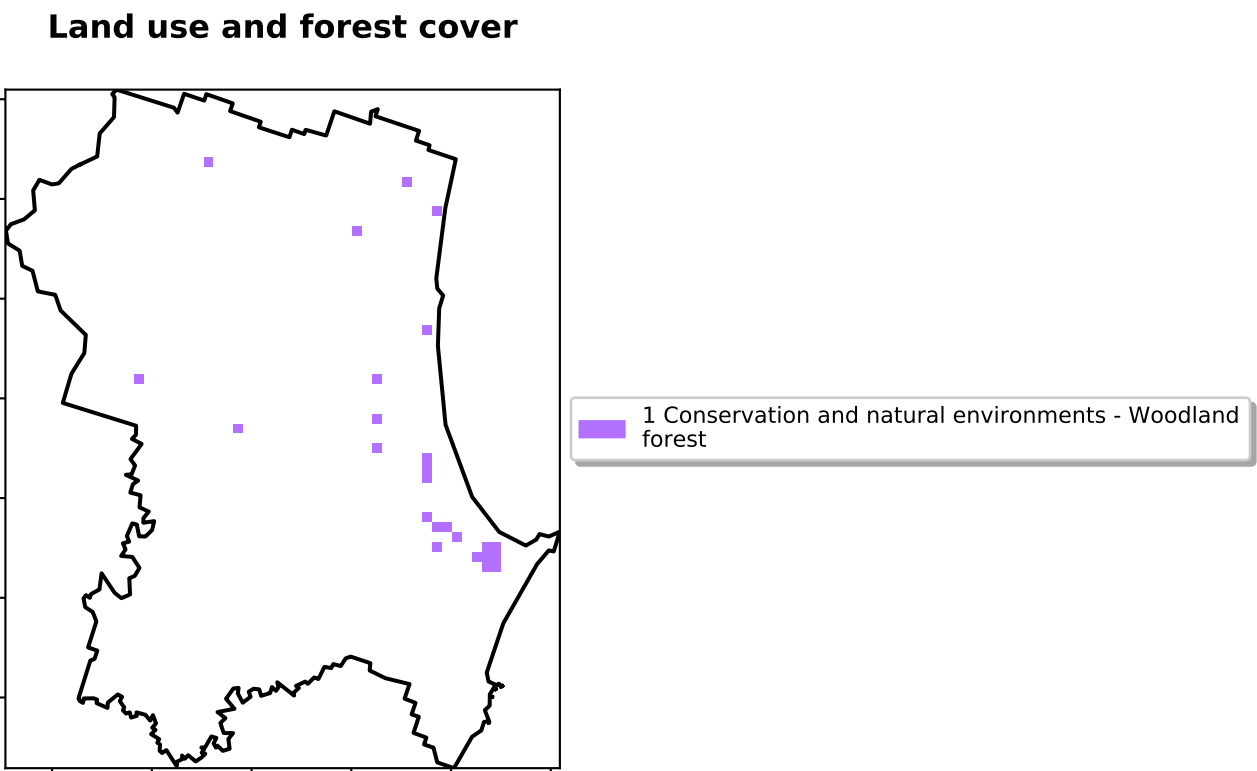 Land use and forest cover
1 Conservation and natural environments - Woodland
forest